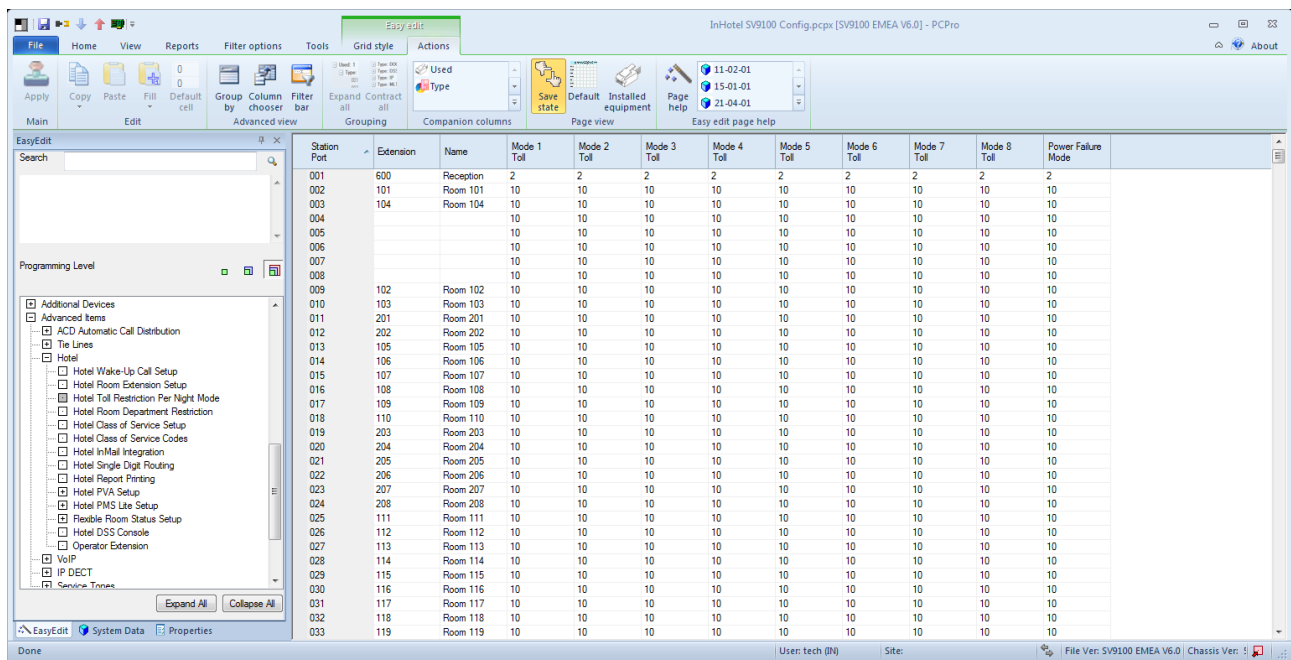 Easy edit
InHotel SV9100 Config.pcpx [SV9100 EMEA V6.0] - PCPro
File Home View Reports Filter options Tools Grid style Actions About
Apply Copy Paste Fill 0 0 Default cell Group by Column chooser Filter bar Expand all Contract all Used Type Save state Default Installed equipment Page help 11-02-01 15-01-01 21-04-01
Main Edit Advanced view Grouping Companion columns Page view Easy edit page help
EasyEdit
Search
Programming Level
Additional Devices
Advanced Items
ACD Automatic Call Distribution
Tie Lines
Hotel
Hotel Wake-Up Call Setup
Hotel Room Extension Setup
Hotel Toll Restriction Per Night Mode
Hotel Room Department Restriction
Hotel Class of Service Setup
Hotel Class of Service Codes
Hotel InMail Integration
Hotel Single Digit Routing
Hotel Report Printing
Hotel PVA Setup
Hotel PMS Lite Setup
Flexible Room Status Setup
Hotel DSS Console
Operator Extension
VoIP
IP DECT
Service Tones
Expand All Collapse All
EasyEdit System Data Properties
Station Port Extension Name Mode 1 Toll Mode 2 Toll Mode 3 Toll Mode 4 Toll Mode 5 Toll Mode 6 Toll Mode 7 Toll Mode 8 Toll Power Failure Mode
001 600 Reception 2 2 2 2 2 2 2 2 2
002 101 Room 101 10 10 10 10 10 10 10 10 10
003 104 Room 104 10 10 10 10 10 10 10 10 10
004 10 10 10 10 10 10 10 10 10
005 10 10 10 10 10 10 10 10 10
006 10 10 10 10 10 10 10 10 10
007 10 10 10 10 10 10 10 10 10
008 10 10 10 10 10 10 10 10 10
009 102 Room 102 10 10 10 10 10 10 10 10 10
010 103 Room 103 10 10 10 10 10 10 10 10 10
011 201 Room 201 10 10 10 10 10 10 10 10 10
012 202 Room 202 10 10 10 10 10 10 10 10 10
013 105 Room 105 10 10 10 10 10 10 10 10 10
014 106 Room 106 10 10 10 10 10 10 10 10 10
015 107 Room 107 10 10 10 10 10 10 10 10 10
016 108 Room 108 10 10 10 10 10 10 10 10 10
017 109 Room 109 10 10 10 10 10 10 10 10 10
018 110 Room 110 10 10 10 10 10 10 10 10 10
019 203 Room 203 10 10 10 10 10 10 10 10 10
020 204 Room 204 10 10 10 10 10 10 10 10 10
021 205 Room 205 10 10 10 10 10 10 10 10 10
022 206 Room 206 10 10 10 10 10 10 10 10 10
023 207 Room 207 10 10 10 10 10 10 10 10 10
024 208 Room 208 10 10 10 10 10 10 10 10 10
025 111 Room 111 10 10 10 10 10 10 10 10 10
026 112 Room 112 10 10 10 10 10 10 10 10 10
027 113 Room 113 10 10 10 10 10 10 10 10 10
028 114 Room 114 10 10 10 10 10 10 10 10 10
029 115 Room 115 10 10 10 10 10 10 10 10 10
030 116 Room 116 10 10 10 10 10 10 10 10 10
031 117 Room 117 10 10 10 10 10 10 10 10 10
032 118 Room 118 10 10 10 10 10 10 10 10 10
033 119 Room 119 10 10 10 10 10 10 10 10 10
Done User: tech (IN) Site: File Ver: SV9100 EMEA V6.0 Chassis Ver: